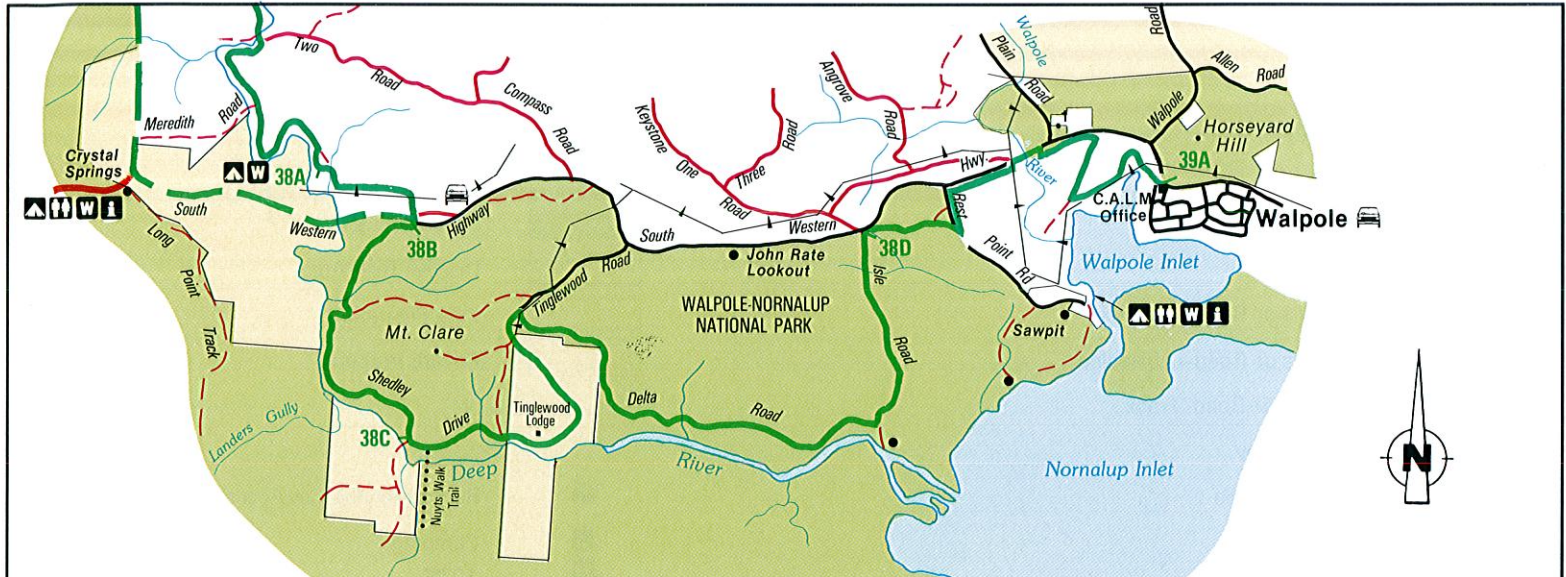 Two
Road
Compass
Road
Meredith
Road
Crystal
Springs
38A
W
W
i
South
Western
Highway
38B
Long
Point
Track
Mt. Clare
Shedley
Drive
Landers Gully
38C
Nuyts Walk
Trail
Deep
River
Tinglewood
Lodge
Tinglewood
Road
Keystone
One
Road
Three
Road
Angrove
Road
South
Western
Hwy.
John Rate
Lookout
WALPOLE-NORNALUP
NATIONAL PARK
38D
Isle
Road
Delta
Road
Rest
Point
Rd
Sawpit
Plain
Road
Walpole
River
Road
Allen
Road
Walpole
Horseyard
Hill
39A
C.A.L.M
Office
Walpole
Walpole Inlet
W
i
Nornalup Inlet
N